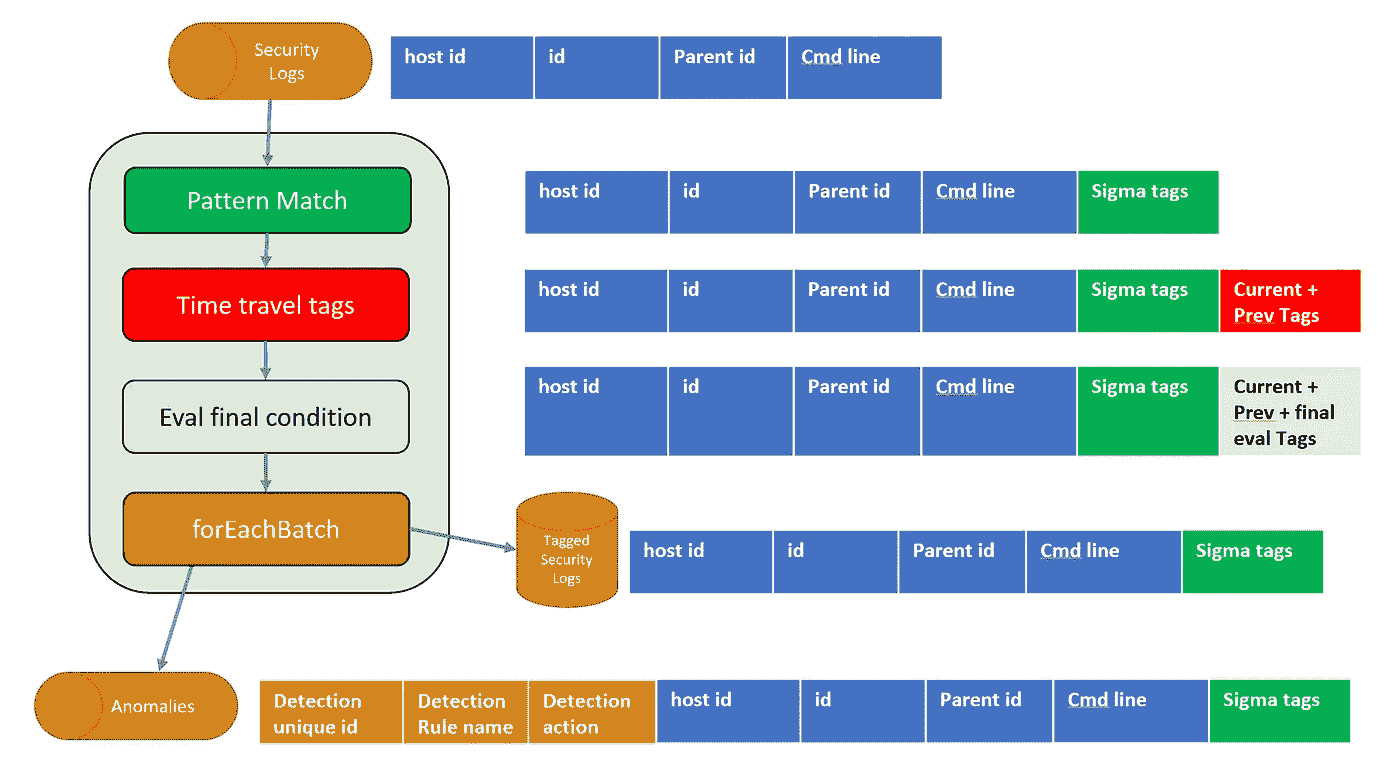 Security
Logs
host id
id
Parent id
Cmd line
Pattern Match
host id
id
Parent id
Cmd line
Sigma tags
Time travel tags
host id
id
Parent id
Cmd line
Sigma tags
Current +
Prev Tags
Eval final condition
host id
id
Parent id
Cmd line
Sigma tags
Current +
Prev + final
eval Tags
forEachBatch
Tagged
Security
Logs
host id
id
Parent id
Cmd line
Sigma tags
Anomalies
Detection
unique id
Detection
Rule name
Detection
action
host id
id
Parent id
Cmd line
Sigma tags